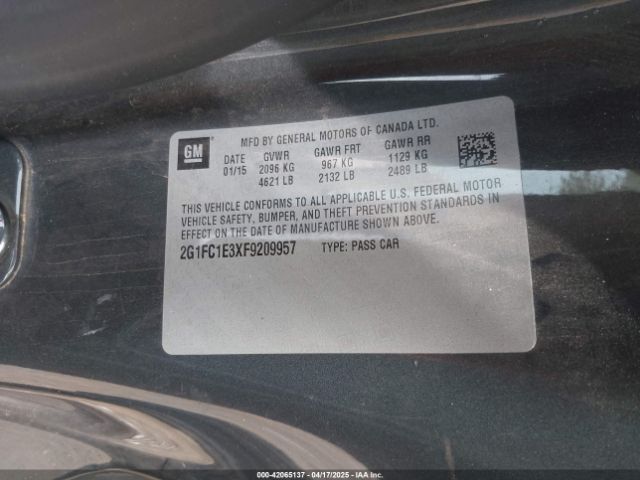 GM
MFD BY GENERAL MOTORS OF CANADA LTD.
DATE GVWR GAWR FRT GAWR RR
01/15 2096 KG 967 KG 1129 KG
4621 LB 2132 LB 2489 LB
THIS VEHICLE CONFORMS TO ALL APPLICABLE U.S. FEDERAL MOTOR
VEHICLE SAFETY, BUMPER, AND THEFT PREVENTION STANDARDS IN
EFFECT ON THE DATE OF MANUFACTURE SHOWN ABOVE.
2G1FC1E3XF9209957 TYPE: PASS CAR
000-42065137 - 04/17/2025 - IAAI.COM